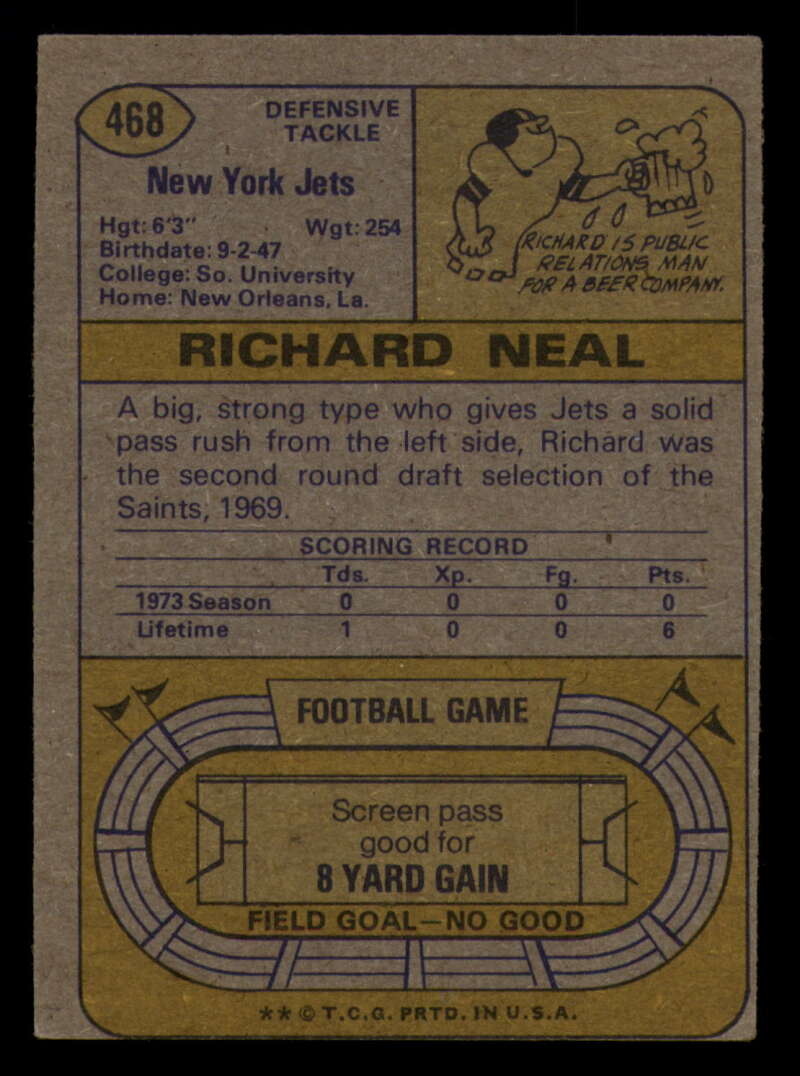 468
DEFENSIVE
TACKLE
New York Jets
Hgt: 6'3" Wgt: 254
Birthdate: 9-2-47
College: So. University
Home: New Orleans, La.
RICHARD IS PUBLIC
RELATIONS MAN
FOR A BEER COMPANY.
RICHARD NEAL
A big, strong type who gives Jets a solid
pass rush from the left side, Richard was
the second round draft selection of the
Saints, 1969.
SCORING RECORD
Tds. Xp. Fg. Pts.
1973 Season 0 0 0 0
Lifetime 1 0 0 6
FOOTBALL GAME
Screen pass
good for
8 YARD GAIN
FIELD GOAL—NO GOOD
** © T.C.G. PRTD. IN U.S.A.